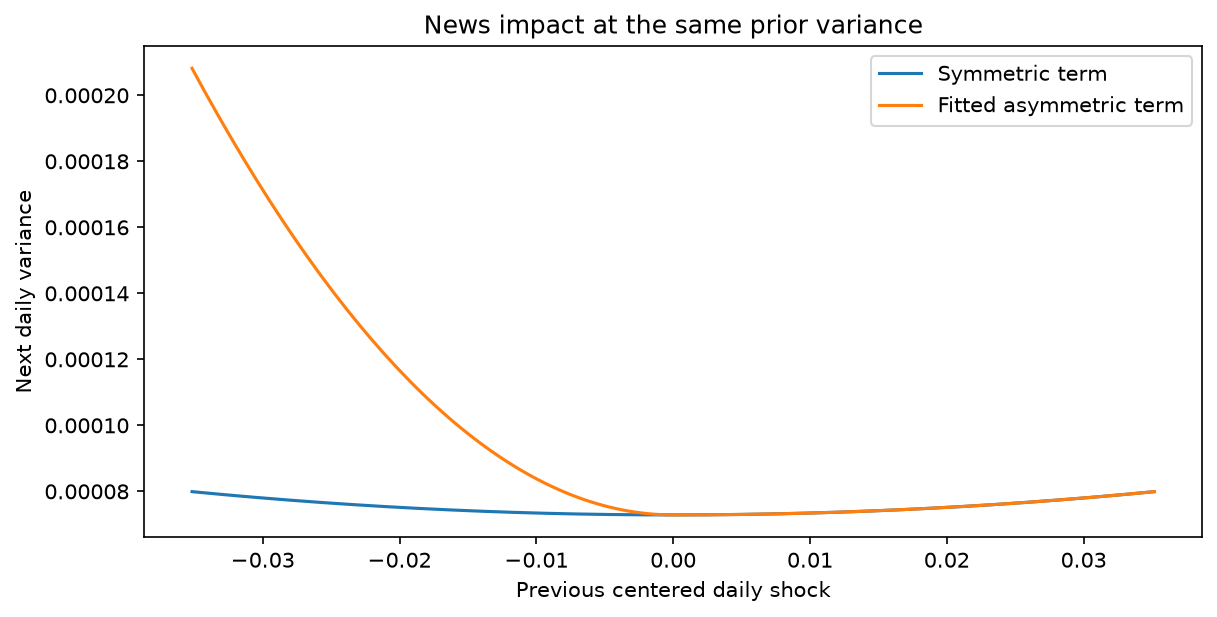 News impact at the same prior variance
Symmetric term
Fitted asymmetric term
Next daily variance
0.00020
0.00018
0.00016
0.00014
0.00012
0.00010
0.00008
−0.03 −0.02 −0.01 0.00 0.01 0.02 0.03
Previous centered daily shock